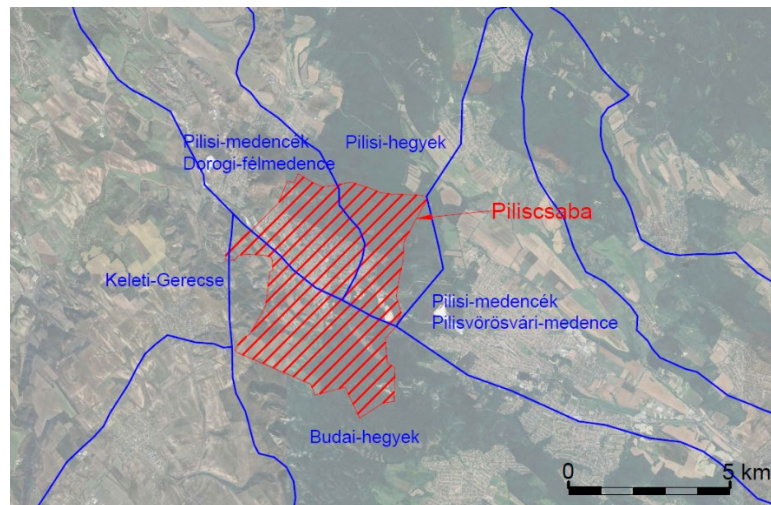 Pilisi-medencék
Dorogi-félmedence
Pilisi-hegyek
Piliscsaba
Keleti-Gerecse
Pilisi-medencék
Pilisvörösvári-medence
Budai-hegyek
0
5 km